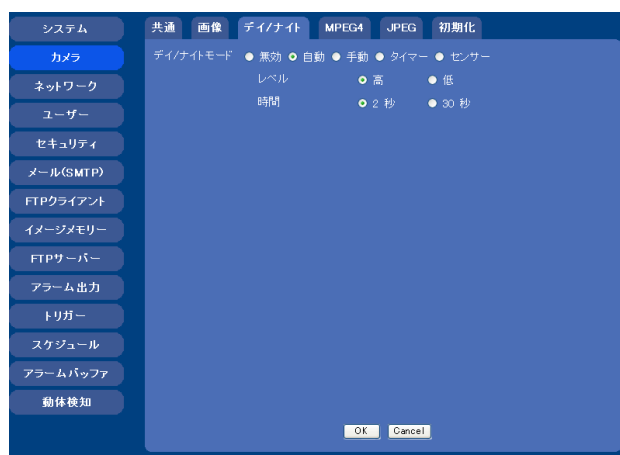 システム
カメラ
ネットワーク
ユーザー
セキュリティ
メール(SMTP)
FTPクライアント
イメージメモリー
FTPサーバー
アラーム出力
トリガー
スケジュール
アラームバッファ
動体検知
共通 画像 デイ/ナイト MPEG4 JPEG 初期化
デイ/ナイトモード 無効 自動 手動 タイマー センサー
レベル 高 低
時間 2 秒 30 秒
OK Cancel